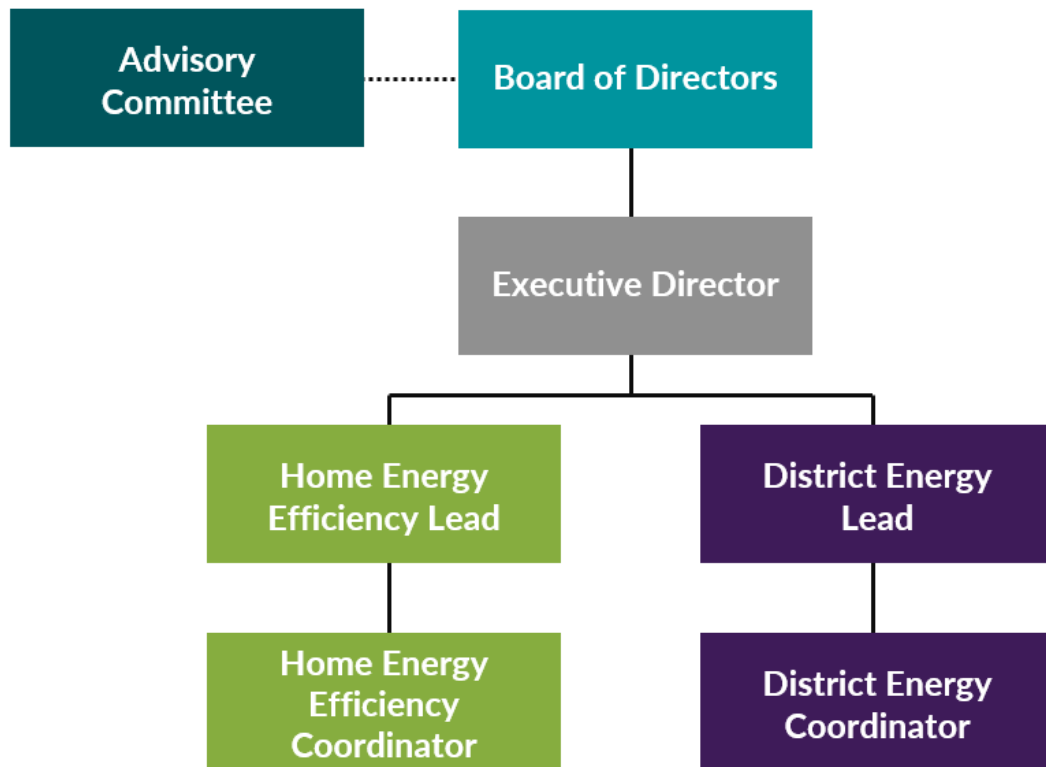 Advisory
Committee
Board of Directors
Executive Director
Home Energy
Efficiency Lead
District Energy
Lead
Home Energy
Efficiency
Coordinator
District Energy
Coordinator